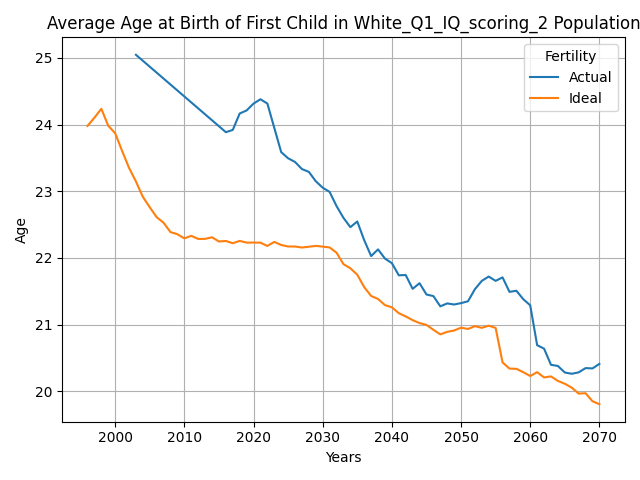 Average Age at Birth of First Child in White_Q1_IQ_scoring_2 Population
Fertility
Actual
Ideal
Age
25
24
23
22
21
20
2000
2010
2020
2030
2040
2050
2060
2070
Years